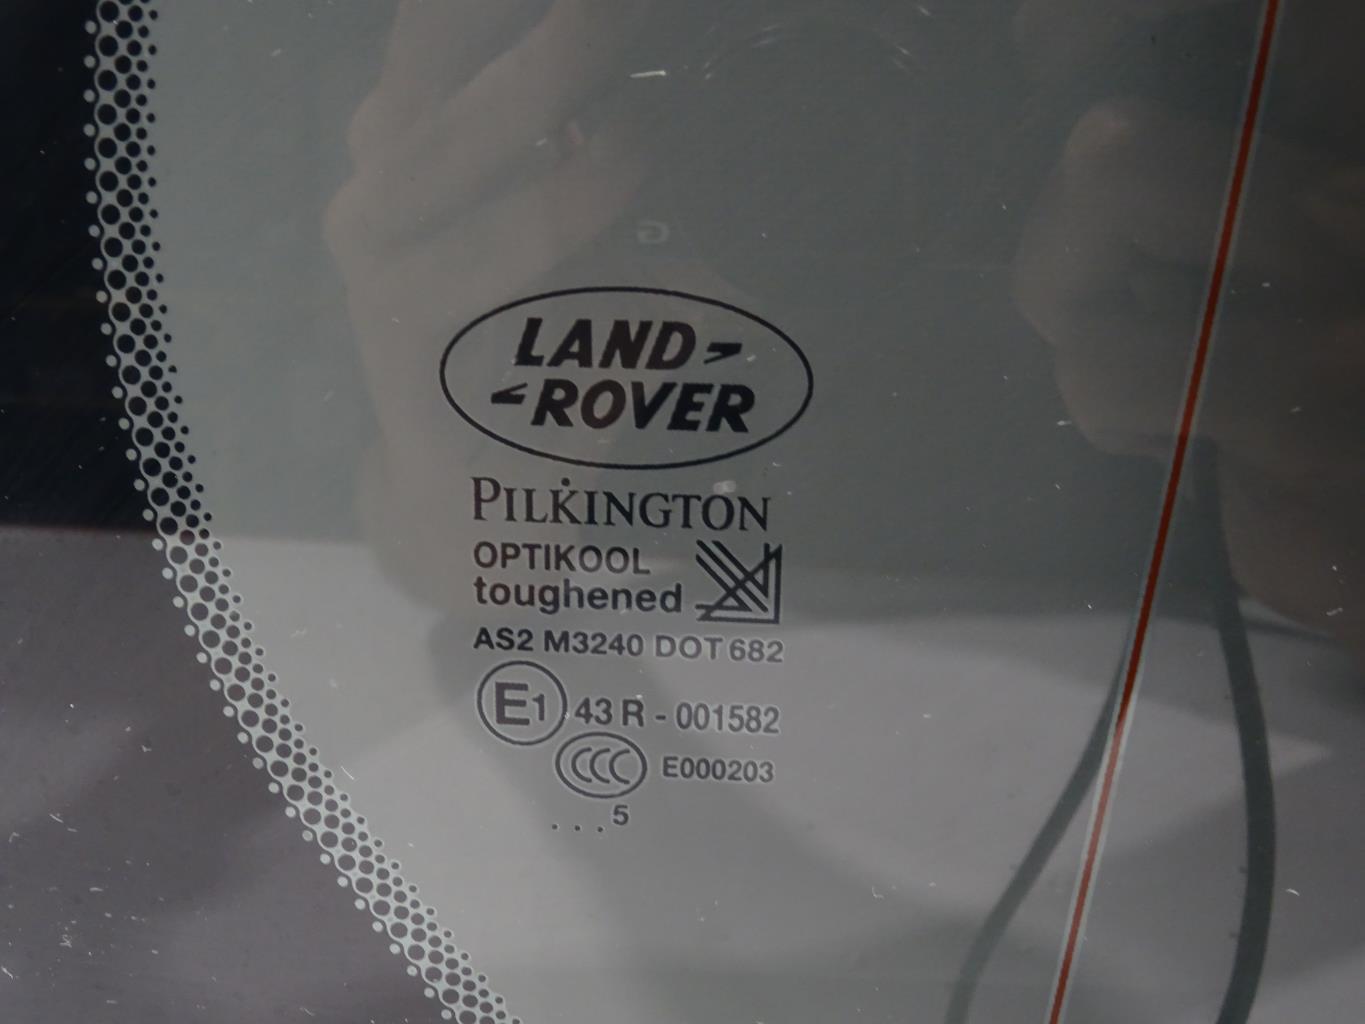 LAND
ROVER
PILKINGTON
OPTIKOOL
toughened
AS2 M3240 DOT 682
E1 43 R - 001582
CCC E000203
. . . 5